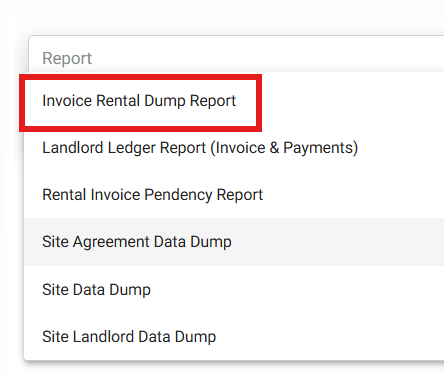 Report
Invoice Rental Dump Report
Landlord Ledger Report (Invoice & Payments)
Rental Invoice Pendency Report
Site Agreement Data Dump
Site Data Dump
Site Landlord Data Dump